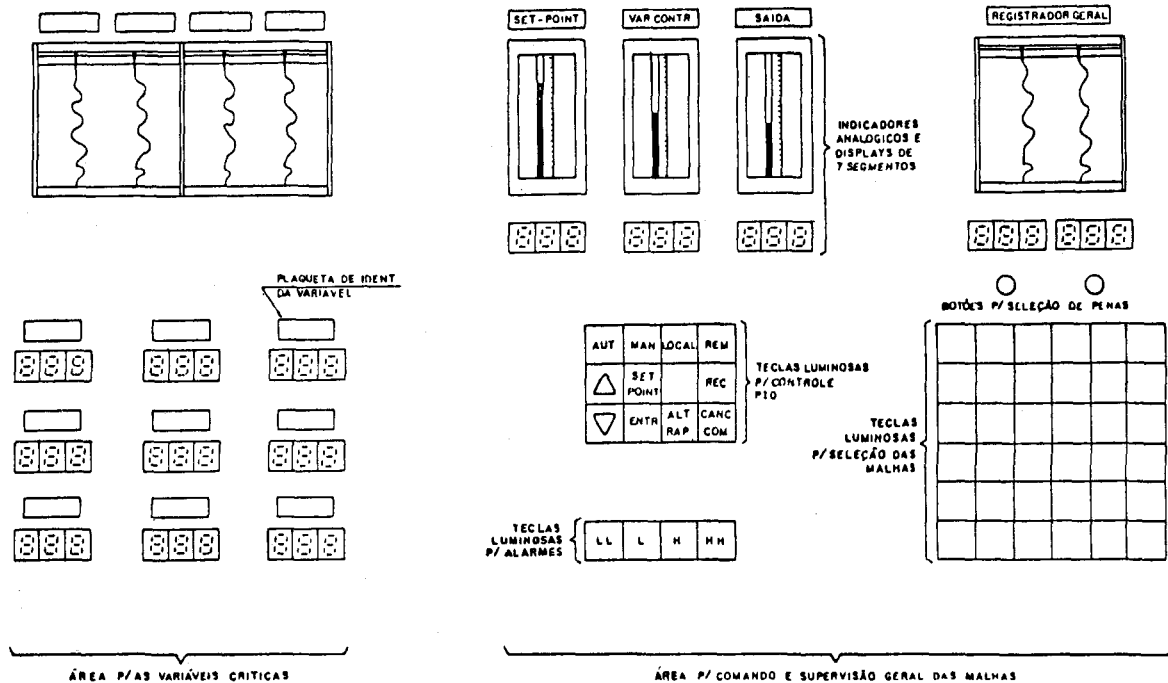 SET-POINT
VAR CONTR
SAIDA
REGISTRADOR GERAL
INDICADORES
ANALOGICOS E
DISPLAYS DE
7 SEGMENTOS
PLAQUETA DE IDENT
DA VARIAVEL
BOTÕES P/SELEÇÃO DE PENAS
AUT MAN LOCAL REM
SET
POINT
REC
ENTR
ALT
RAP
CANC
COM
TECLAS LUMINOSAS
P/ CONTROLE
PIO
TECLAS
LUMINOSAS
P/SELEÇÃO DAS
MALHAS
TECLAS
LUMINOSAS
P/ ALARMES
LL L H HH
ÁREA P/AS VARIÁVEIS CRITICAS
ÁREA P/COMANDO E SUPERVISÃO GERAL DAS MALHAS